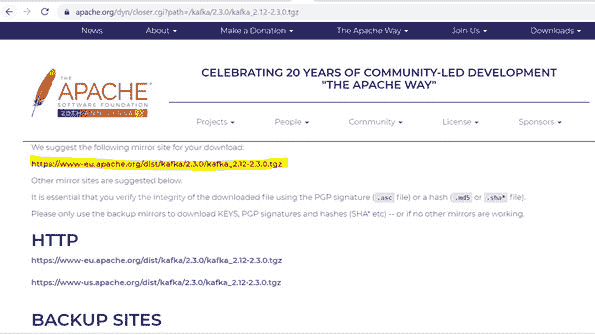 apache.org/dyn/closer.cgi?path=/kafka/2.3.0/kafka_2.12-2.3.0.tgz
News About Make a Donation The Apache Way Join Us Downloads
THE
APACHE
SOFTWARE FOUNDATION
CELEBRATING 20 YEARS OF COMMUNITY-LED DEVELOPMENT
"THE APACHE WAY"
Projects People Community License Sponsors
We suggest the following mirror site for your download:
https://www-eu.apache.org/dist/kafka/2.3.0/kafka_2.12-2.3.0.tgz
Other mirror sites are suggested below.
It is essential that you verify the integrity of the downloaded file using the PGP signature (.asc file) or a hash (.md5 or .sha* file).
Please only use the backup mirrors to download KEYS, PGP signatures and hashes (SHA* etc) -- or if no other mirrors are working.
HTTP
https://www-eu.apache.org/dist/kafka/2.3.0/kafka_2.12-2.3.0.tgz
https://www-us.apache.org/dist/kafka/2.3.0/kafka_2.12-2.3.0.tgz
BACKUP SITES